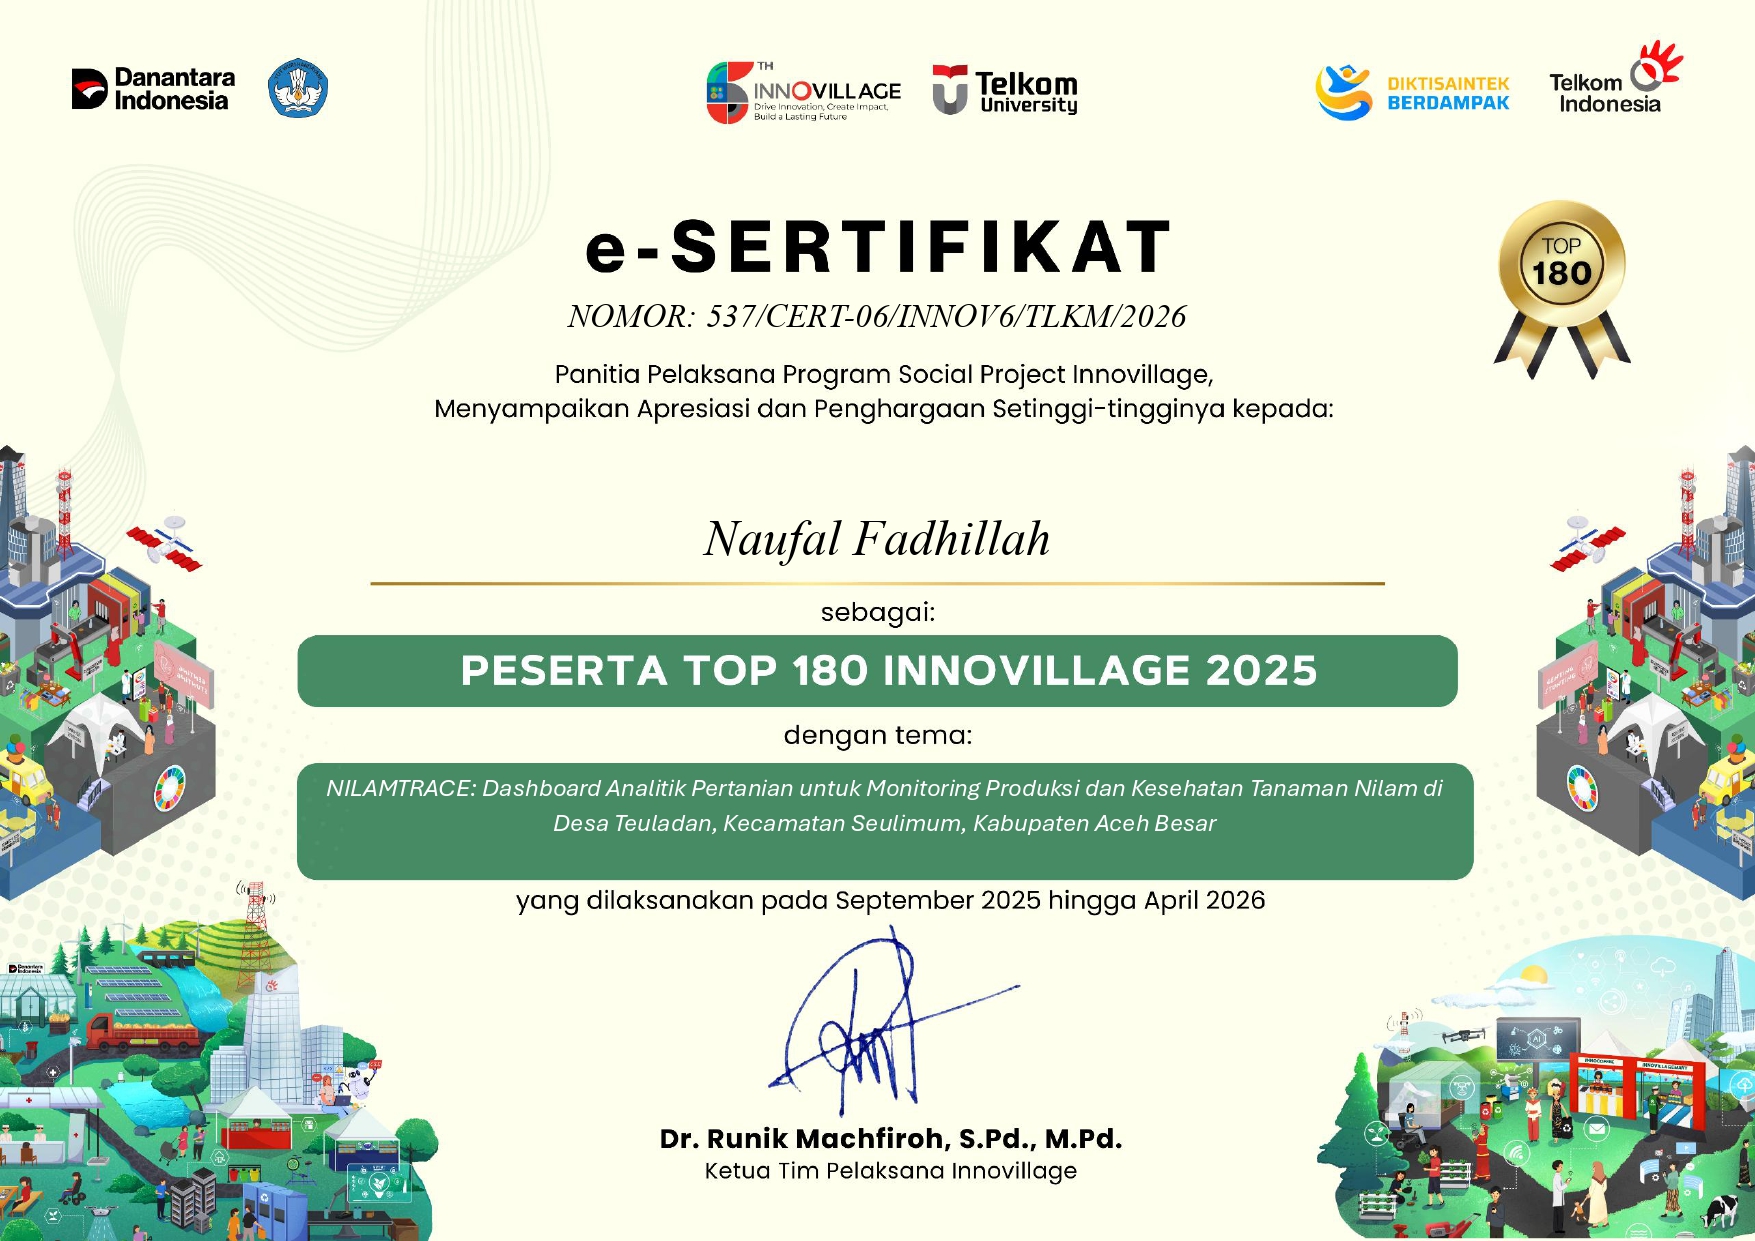 Danantara
Indonesia
TH
INNOVILLAGE
Drive Innovation, Create Impact,
Build a Lasting Future
Telkom
University
DIKTISAINTEK
BERDAMPAK
Telkom
Indonesia
e-SERTIFIKAT
NOMOR: 537/CERT-06/INNOV6/TLKM/2026
TOP
180
Panitia Pelaksana Program Social Project Innovillage,
Menyampaikan Apresiasi dan Penghargaan Setinggi-tingginya kepada:
Naufal Fadhillah
sebagai:
PESERTA TOP 180 INNOVILLAGE 2025
dengan tema:
NILAMTRACE: Dashboard Analitik Pertanian untuk Monitoring Produksi dan Kesehatan Tanaman Nilam di
Desa Teuladan, Kecamatan Seulimum, Kabupaten Aceh Besar
yang dilaksanakan pada September 2025 hingga April 2026
Danantara
Indonesia
AI
INNOCOFFEE
Dr. Runik Machfiroh, S.Pd., M.Pd.
Ketua Tim Pelaksana Innovillage